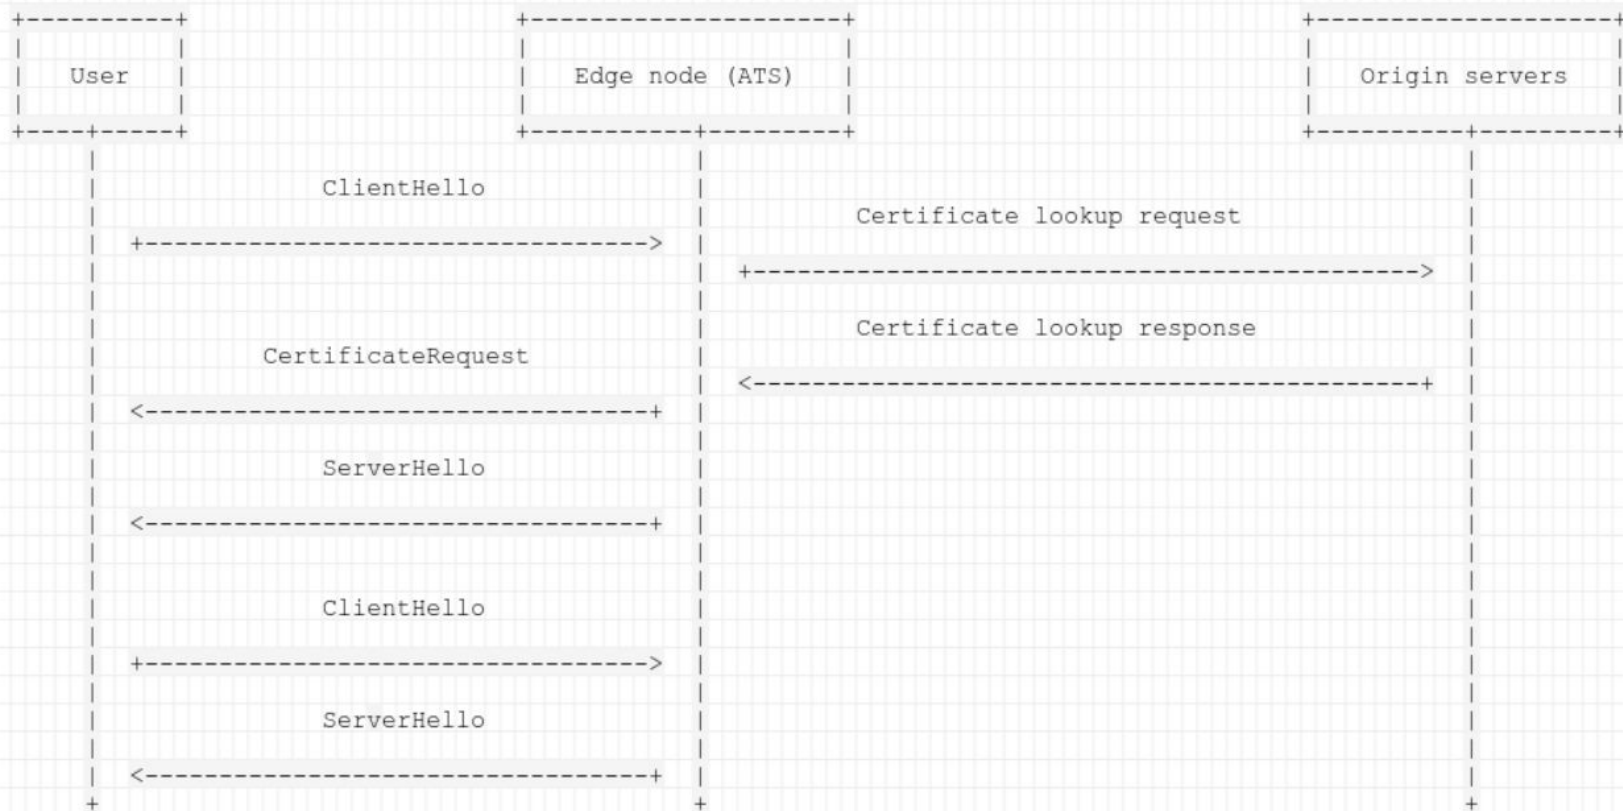 User Edge node (ATS) Origin servers
ClientHello
Certificate lookup request
Certificate lookup response
CertificateRequest
ServerHello
ClientHello
ServerHello